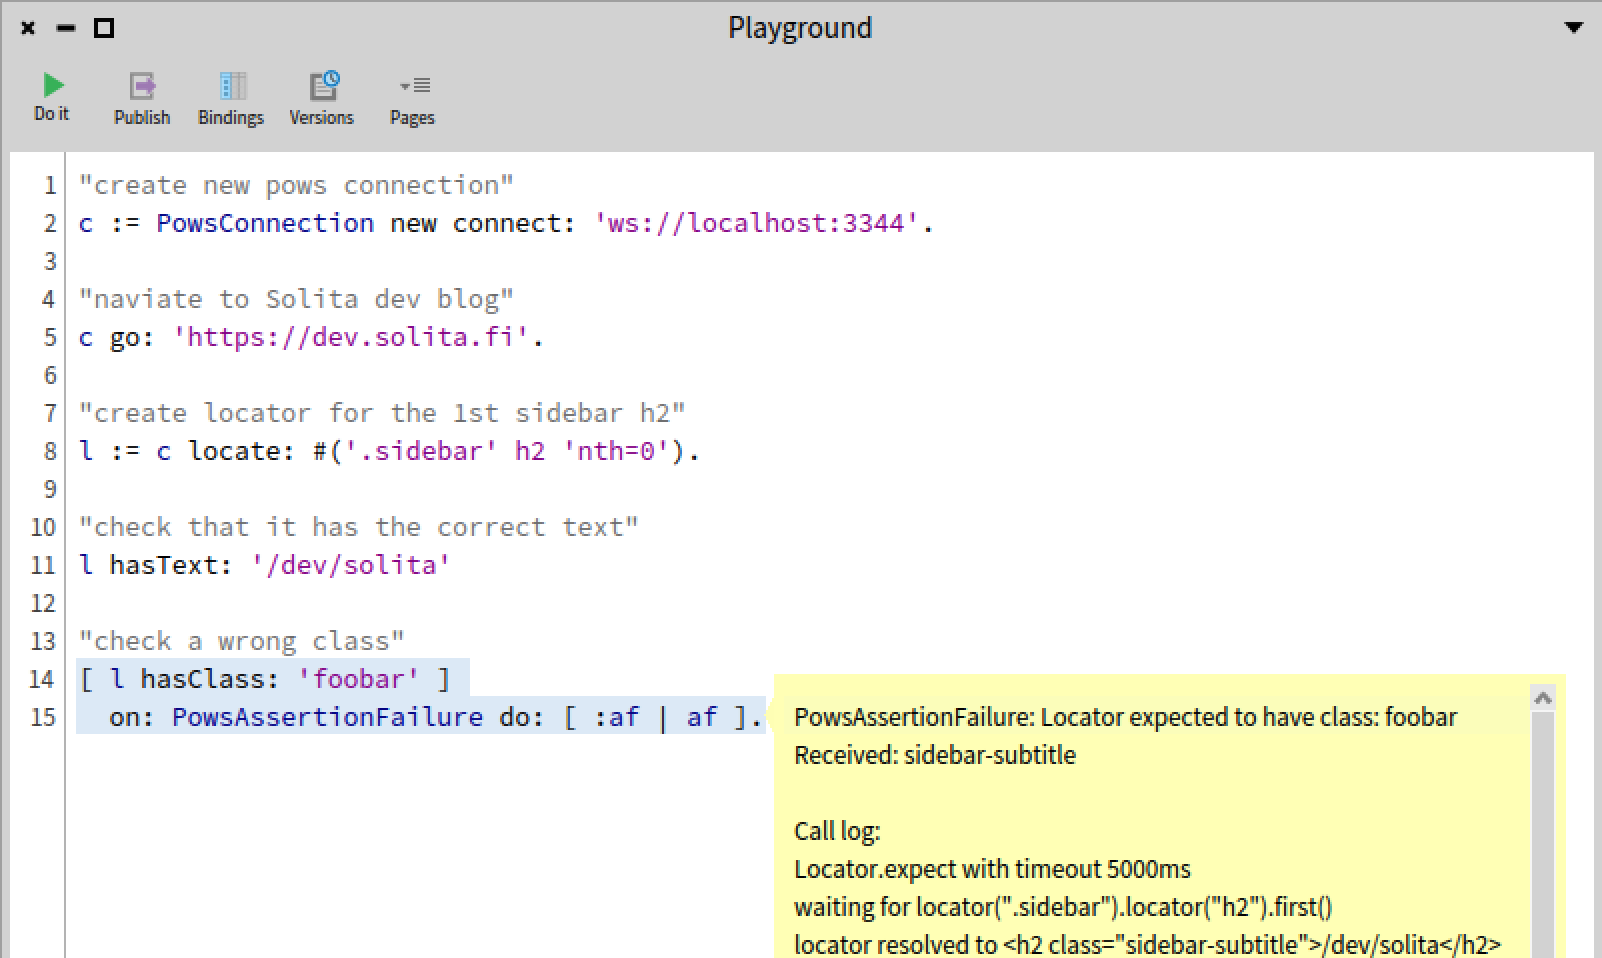 Playground
Do it
Publish
Bindings
Versions
Pages
1 "create new pows connection"
2 c := PowsConnection new connect: 'ws://localhost:3344'.
3
4 "naviate to Solita dev blog"
5 c go: 'https://dev.solita.fi'.
6
7 "create locator for the 1st sidebar h2"
8 l := c locate: #('.sidebar' h2 'nth=0').
9
10 "check that it has the correct text"
11 l hasText: '/dev/solita'
12
13 "check a wrong class"
14 [ l hasClass: 'foobar' ]
15 on: PowsAssertionFailure do: [ :af | af ].
PowsAssertionFailure: Locator expected to have class: foobar
Received: sidebar-subtitle
Call log:
Locator.expect with timeout 5000ms
waiting for locator(".sidebar").locator("h2").first()
locator resolved to <h2 class="sidebar-subtitle">/dev/solita</h2>